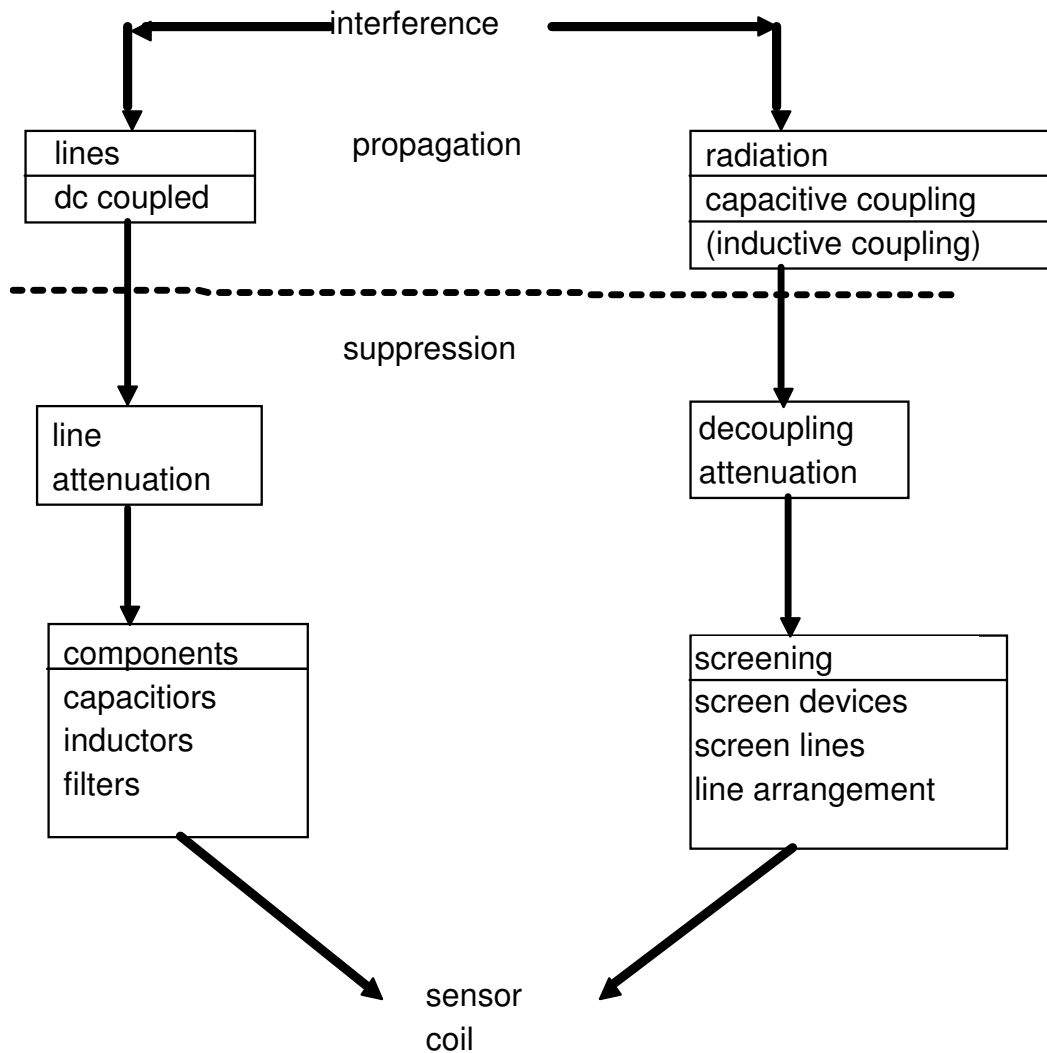 interference
propagation
lines
dc coupled
radiation
capacitive coupling
(inductive coupling)
suppression
line
attenuation
decoupling
attenuation
components
capacitiors
inductors
filters
screening
screen devices
screen lines
line arrangement
sensor
coil